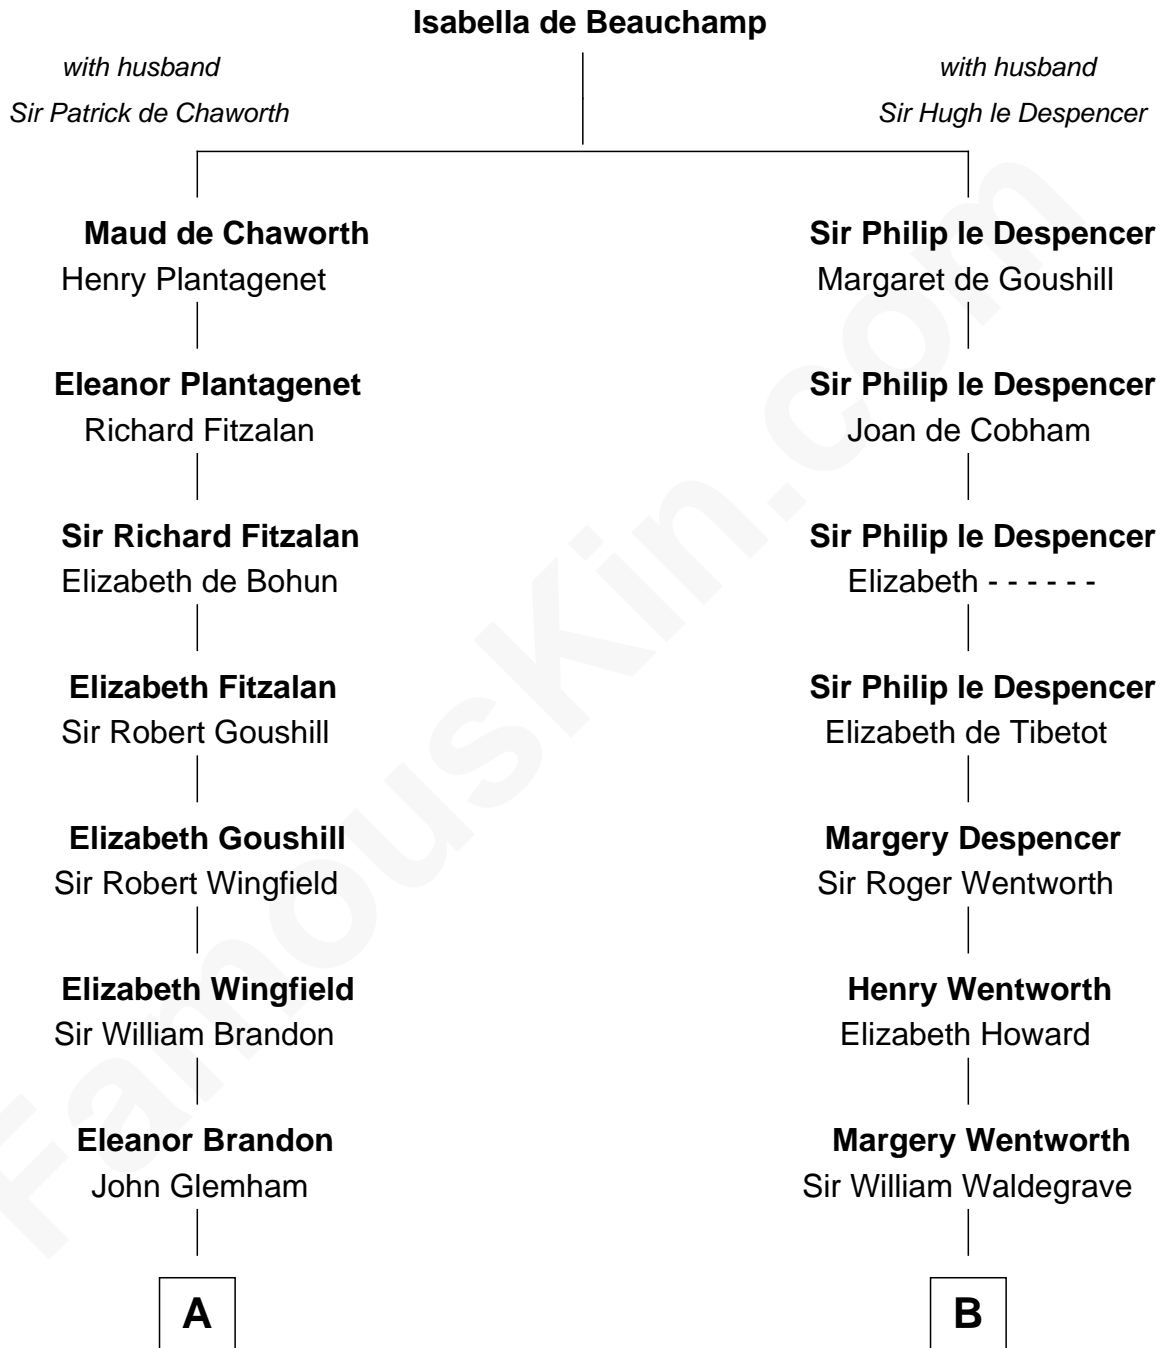 Isabella de Beauchamp
with husband
Sir Patrick de Chaworth
with husband
Sir Hugh le Despencer
Maud de Chaworth
Henry Plantagenet
Sir Philip le Despencer
Margaret de Goushill
Eleanor Plantagenet
Richard Fitzalan
Sir Philip le Despencer
Joan de Cobham
Sir Richard Fitzalan
Elizabeth de Bohun
Sir Philip le Despencer
Elizabeth - - - - - -
Elizabeth Fitzalan
Sir Robert Goushill
Sir Philip le Despencer
Elizabeth de Tibetot
Elizabeth Goushill
Sir Robert Wingfield
Margery Despencer
Sir Roger Wentworth
Elizabeth Wingfield
Sir William Brandon
Henry Wentworth
Elizabeth Howard
Eleanor Brandon
John Glemham
Margery Wentworth
Sir William Waldegrave
A
B
FamousKin.com